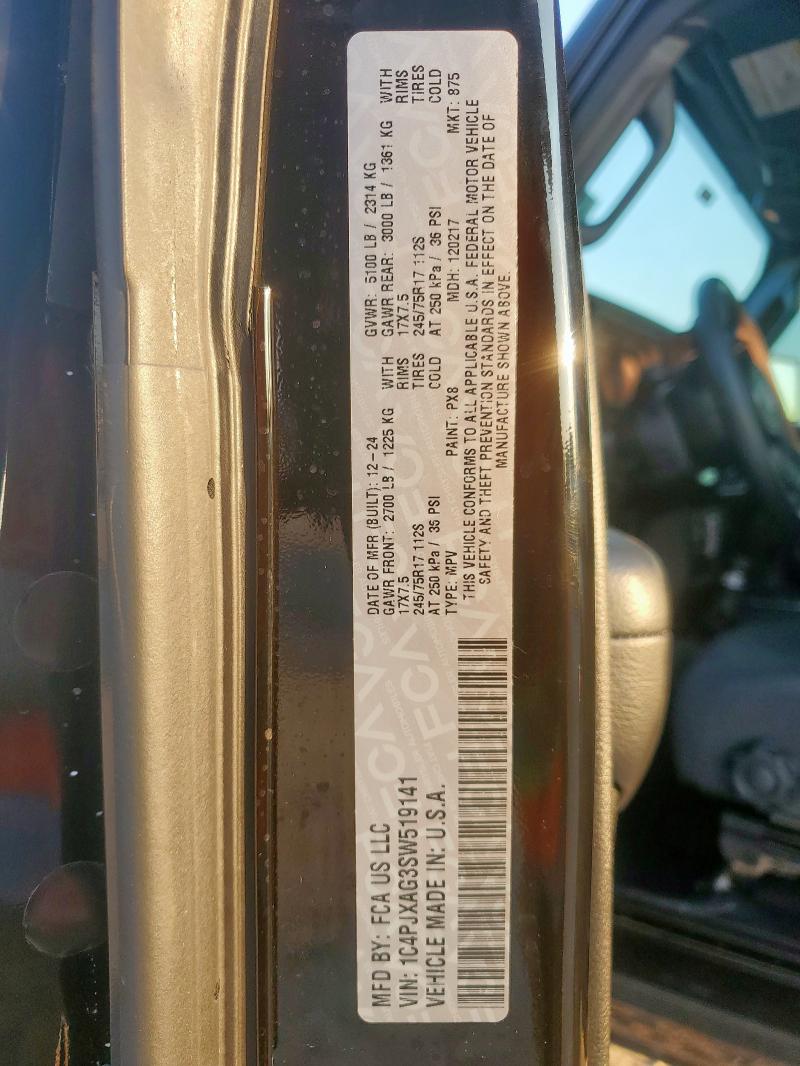 MFD BY: FCA US LLC
VIN: 1C4PJXAG3SW519141
VEHICLE MADE IN: U.S.A.
DATE OF MFR (BUILT): 12-24
GVWR: 5100 LB / 2314 KG
GAWR FRONT: 2700 LB / 1225 KG WITH
GAWR REAR: 3000 LB / 1361 KG WITH
17X7.5 RIMS
17X7.5 RIMS
245/75R17 112S TIRES
245/75R17 112S TIRES
AT 250 kPa / 36 PSI COLD
AT 250 kPa / 36 PSI COLD
TYPE: MPV PAINT: PX8 MDH: 120217 MKT: 875
THIS VEHICLE CONFORMS TO ALL APPLICABLE U.S.A. FEDERAL MOTOR VEHICLE
SAFETY AND THEFT PREVENTION STANDARDS IN EFFECT ON THE DATE OF
MANUFACTURE SHOWN ABOVE.